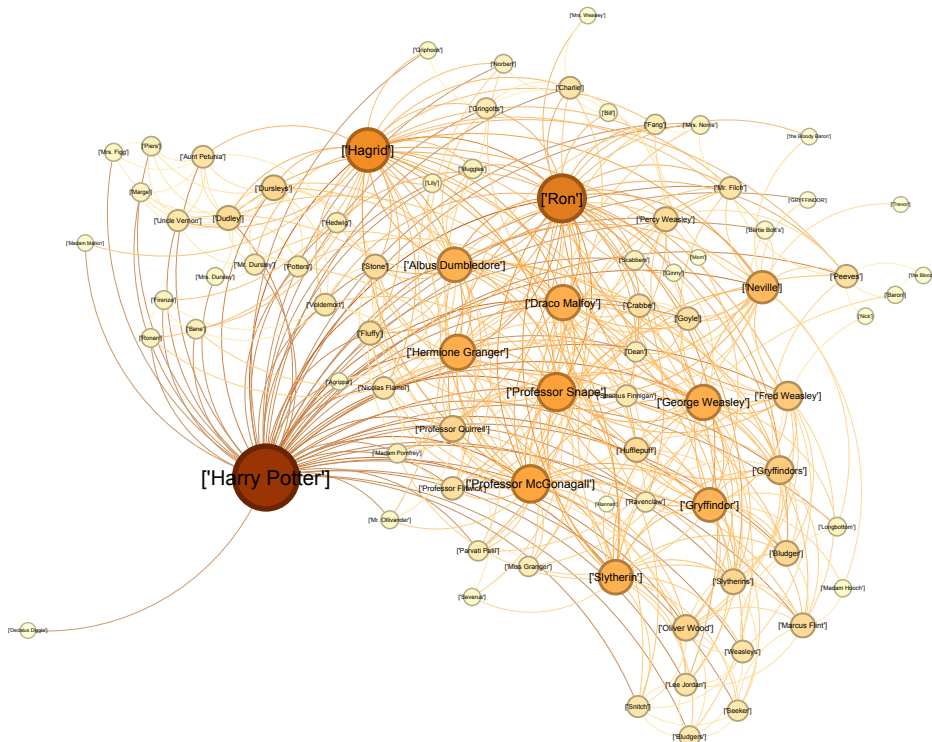 ['Mrs. Weasley']
['Griphook']
['Norbert']
['Charlie']
['Gringotts']
['Bill']
['Fang']
['Mrs. Norris']
['the Bloody Baron']
['Mrs. Figg']
['Piers']
['Aunt Petunia']
['Hagrid']
['Muggles']
['Lily']
['Marge']
['Dursleys']
['Ron']
['Mr. Filch']
['GRYFFINDOR']
['Trevor']
['Uncle Vernon']
['Dudley']
['Hedwig']
['Percy Weasley']
['Bertie Bott's']
['Madam Malkin']
['Mr. Dursley']
['Potters']
['Stone']
['Albus Dumbledore']
['Scabbers']
['Mom']
['Ginny']
['Neville']
['Peeves']
['the Blood
['Mrs. Dursley']
['Firenze']
['Voldemort']
['Draco Malfoy']
['Crabbe']
['Goyle']
['Baron']
['Nick']
['Ronan']
['Bane']
['Fluffy']
['Hermione Granger']
['Dean']
['Agrippa']
['Nicolas Flamel']
['Professor Snape']
['Seamus Finnigan']
['George Weasley']
['Fred Weasley']
['Professor Quirrell']
['Madam Pomfrey']
['Hufflepuff']
['Harry Potter']
['Professor Flitwick']
['Professor McGonagall']
['Gryffindors']
['Ravenclaw']
['Hannah']
['Gryffindor']
['Mr. Ollivander']
['Longbottom']
['Parvati Patil']
['Miss Granger']
['Bludger']
['Slytherin']
['Slytherins']
['Madam Hooch']
['Severus']
['Dedalus Diggle']
['Oliver Wood']
['Marcus Flint']
['Weasleys']
['Lee Jordan']
['Snitch']
['Seeker']
['Bludgers']